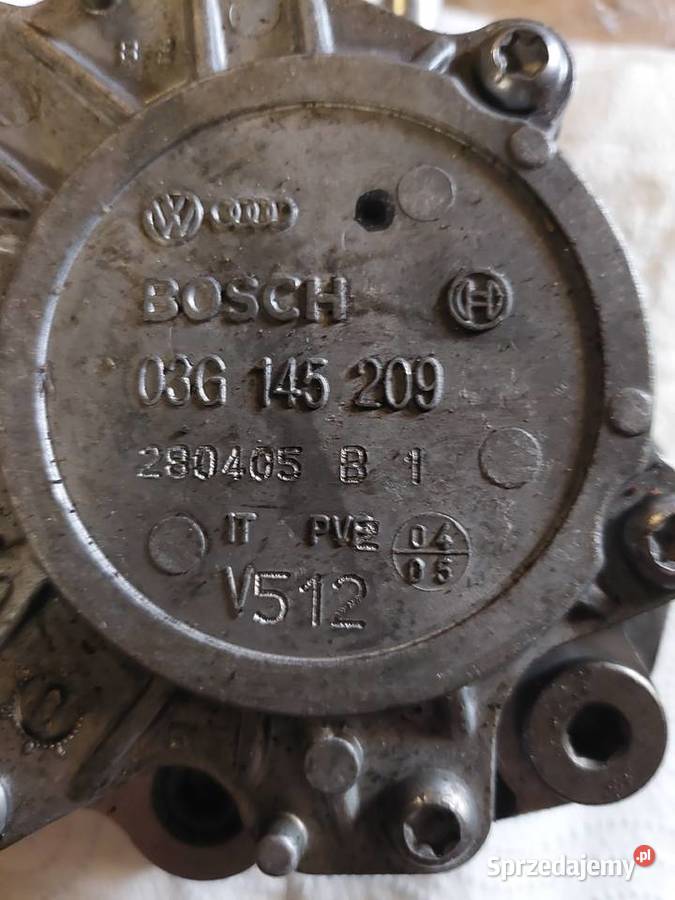 BOSCH
03G 145 209
280405 B 1
IT PV2 04
05
V512
Sprzedajemy.pl